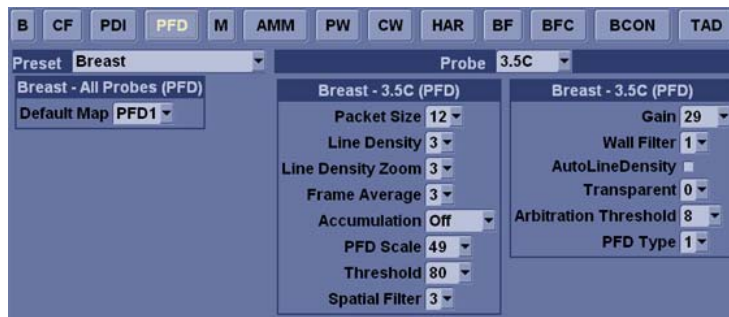 B CF PDI PFD M AMM PW CW HAR BF BFC BCON TAD
Preset Breast Probe 3.5C
Breast - All Probes (PFD)
Default Map PFD1
Breast - 3.5C (PFD)
Packet Size 12
Line Density 3
Line Density Zoom 3
Frame Average 3
Accumulation Off
PFD Scale 49
Threshold 80
Spatial Filter 3
Breast - 3.5C (PFD)
Gain 29
Wall Filter 1
AutoLineDensity
Transparent 0
Arbitration Threshold 8
PFD Type 1